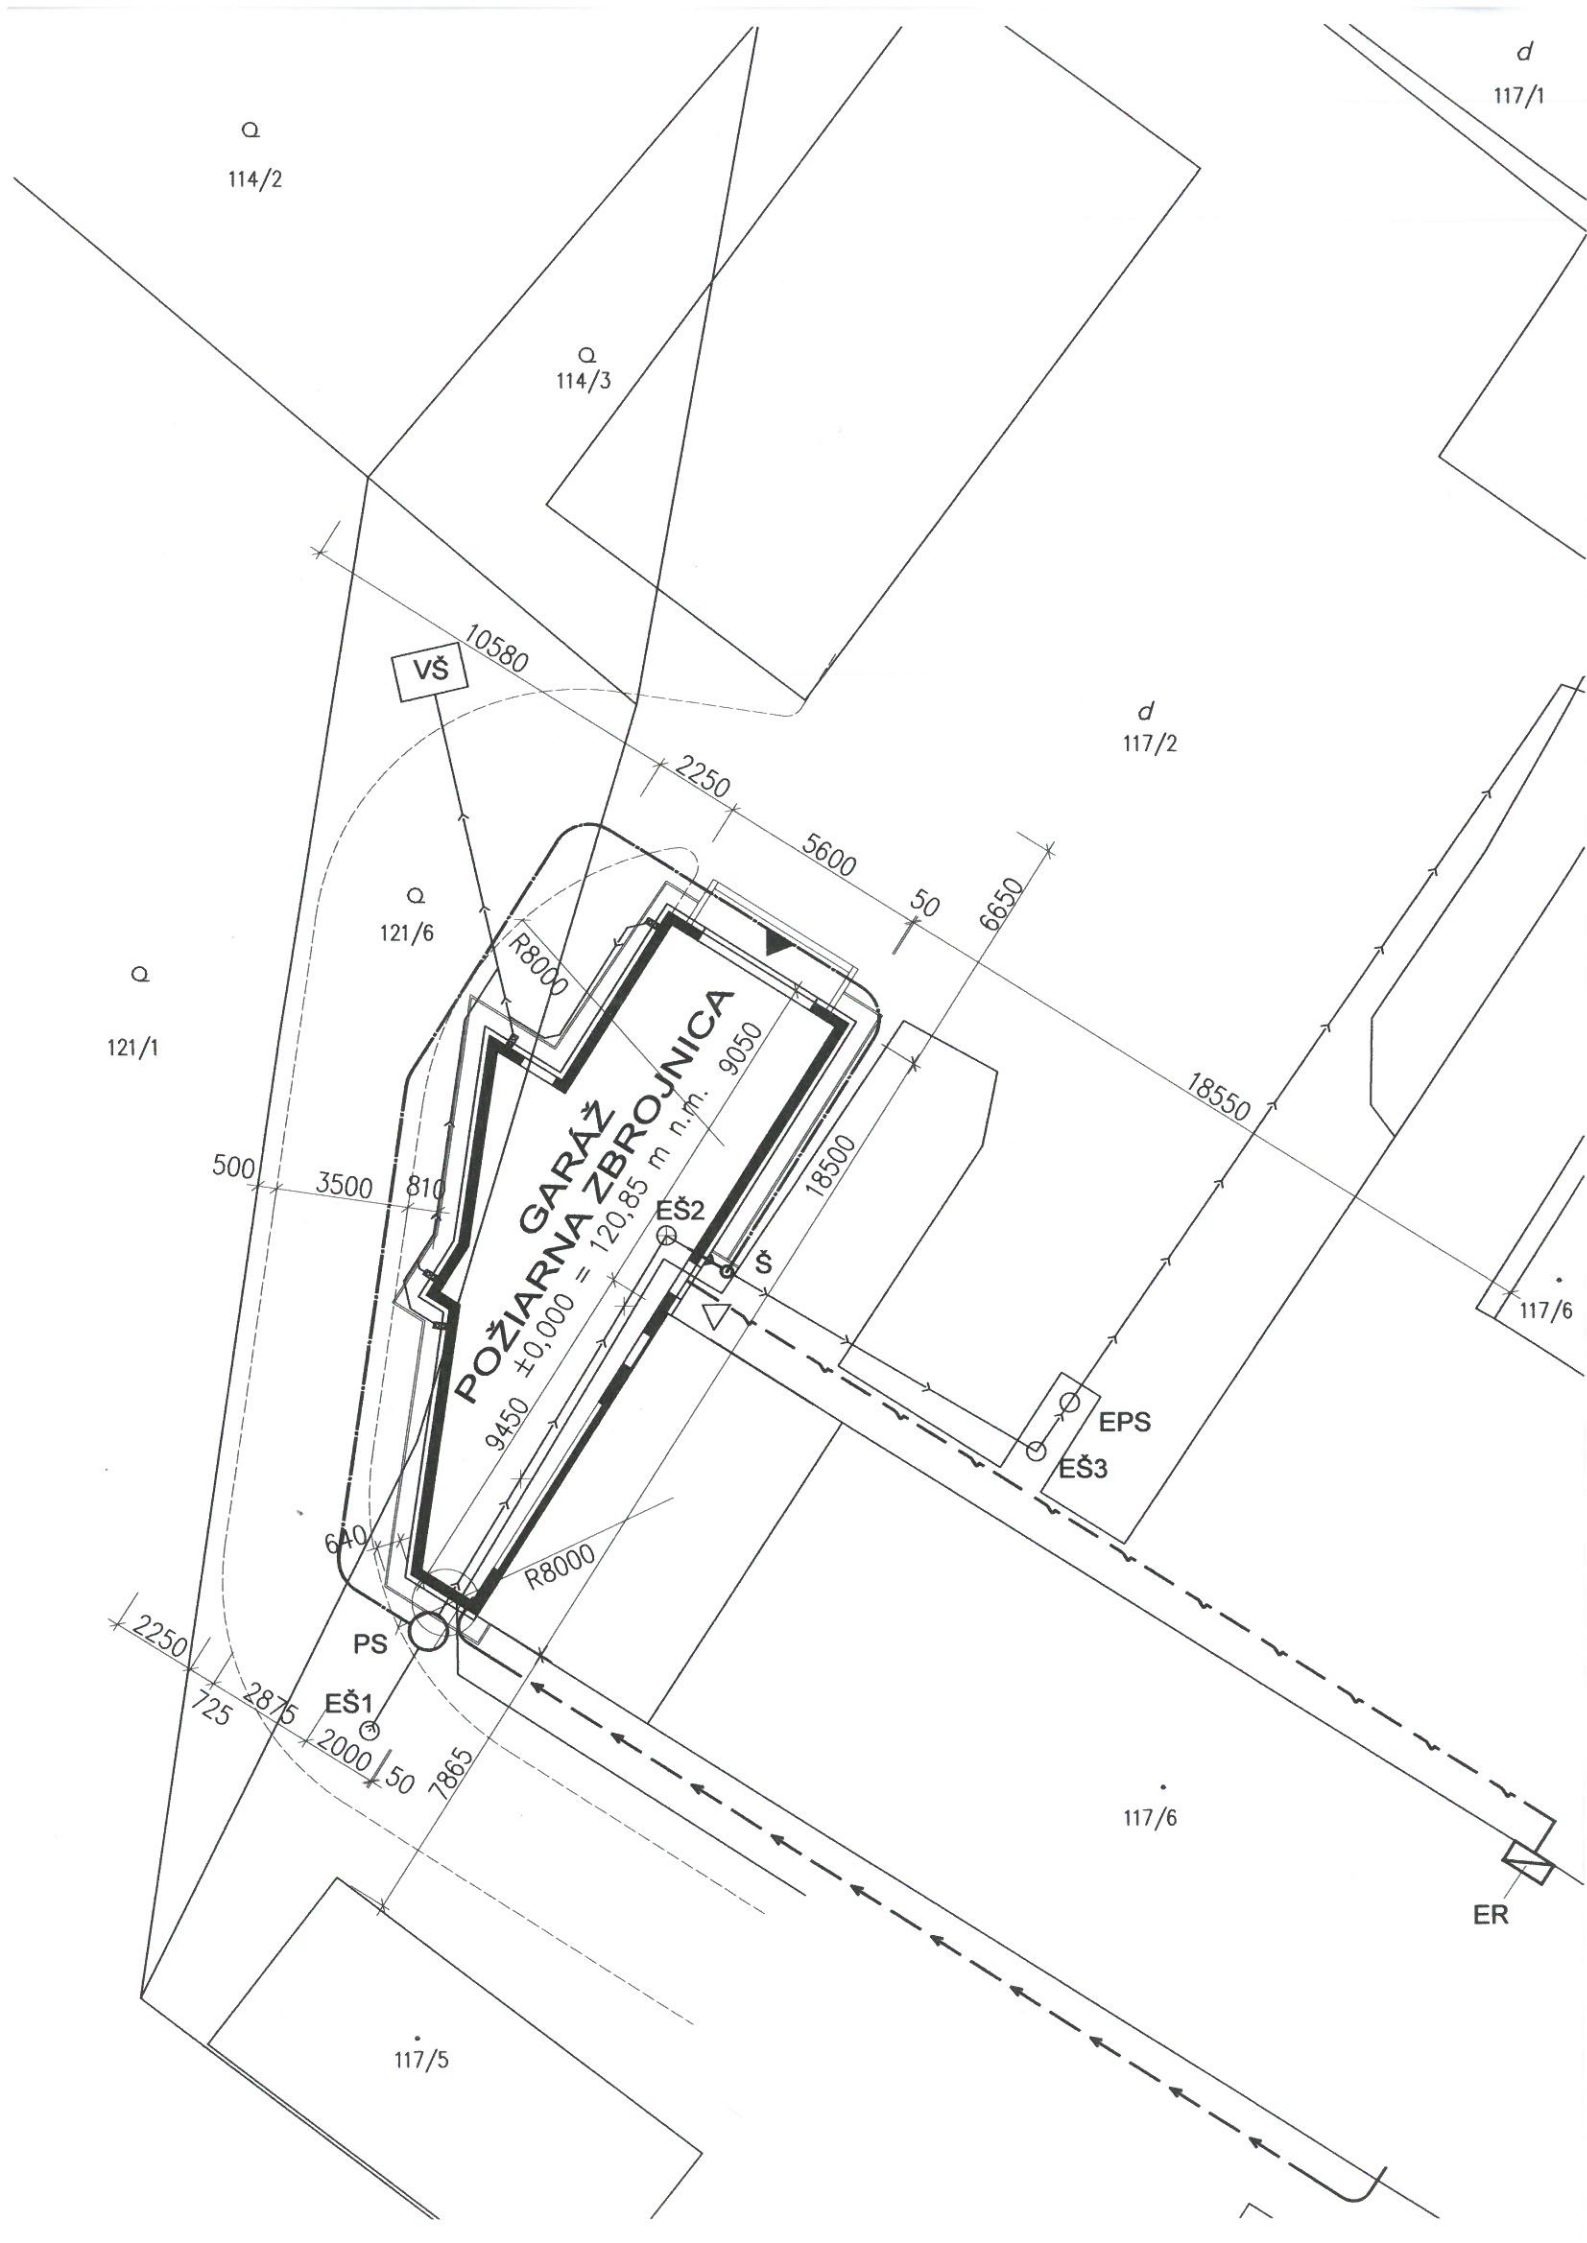 d
117/1
Q
114/2
Q
114/3
10580
VŠ
d
117/2
2250
5600
50
6650
Q
121/6
R8000
Q
121/1
GARÁŽ
POŽIARNA ZBROJNICA
±0,000 = 120,85 m n.m.
9050
18550
18500
500
3500
810
EŠ2
Š
117/6
9450
EPS
EŠ3
640
R8000
PS
2250
725
2875
EŠ1
2000
50
7865
117/6
ER
117/5